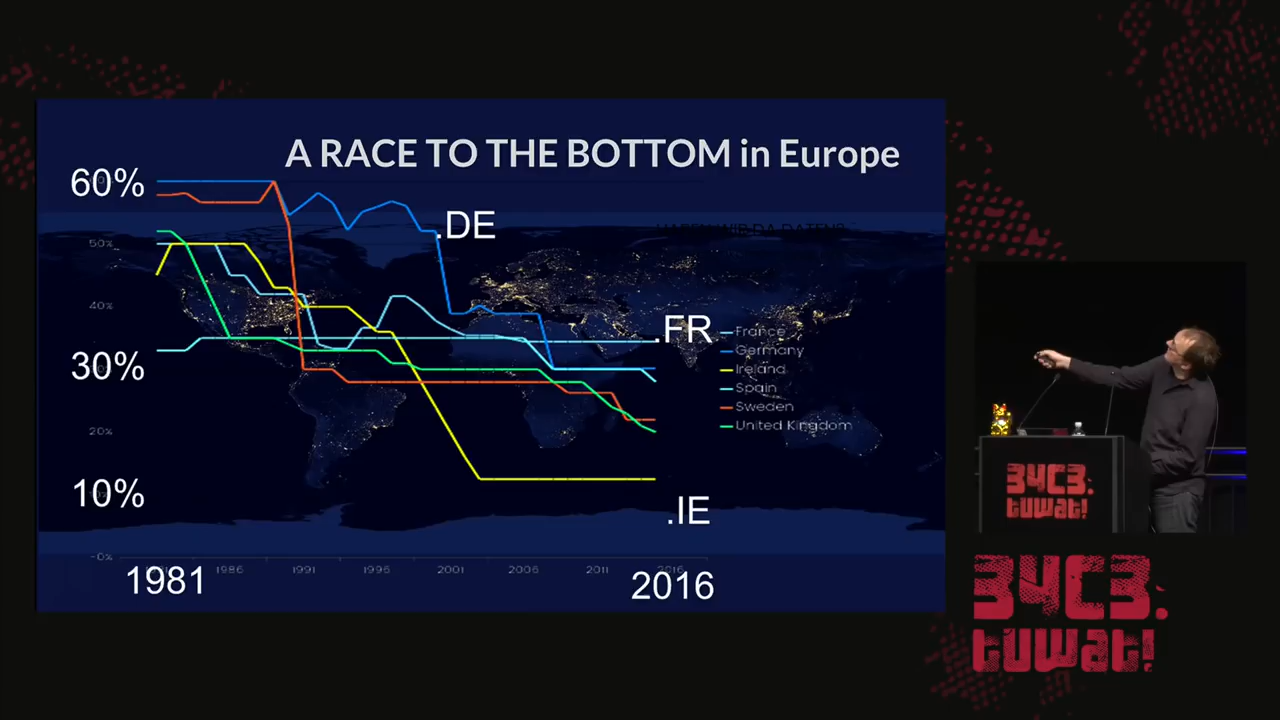 A RACE TO THE BOTTOM in Europe
60%
.DE
50%
40%
.FR
France
Germany
30%
Ireland
Spain
Sweden
20%
United Kingdom
10%
.IE
-0%
1986
1991
1996
2001
2006
2011
2016
1981
2016
34C3.
tuwat!
34C3.
tuwat!